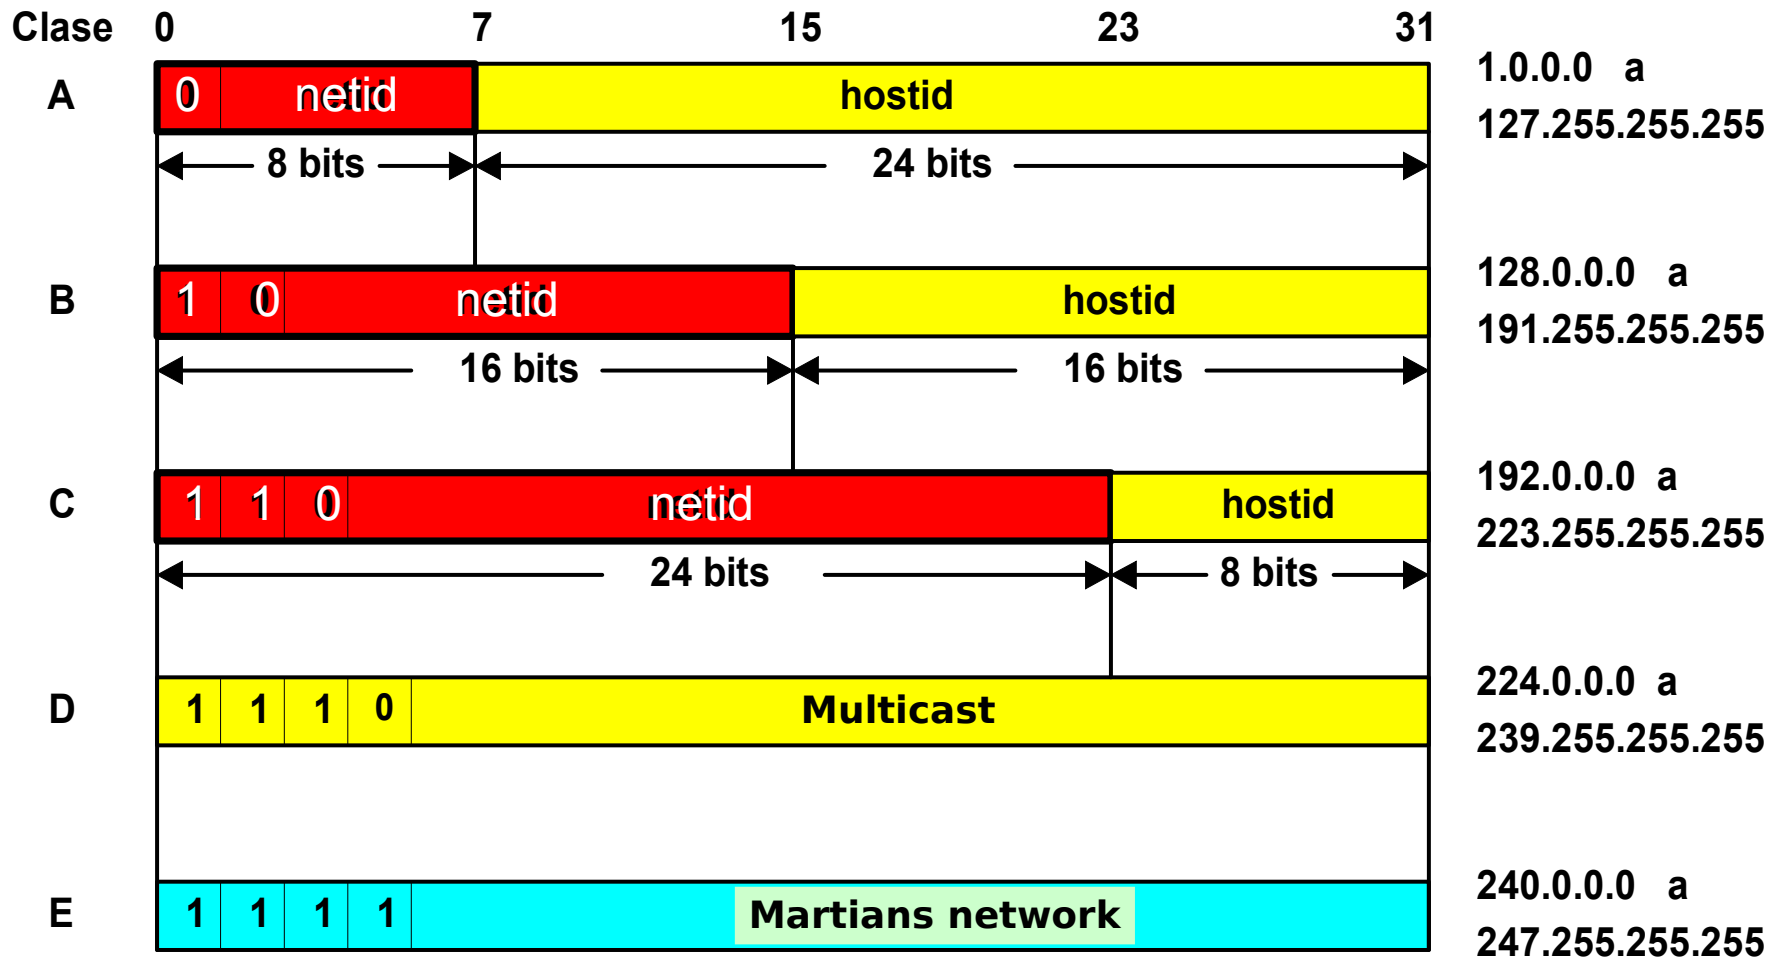 Clase 0 7 15 23 31
A 0 netid hostid 1.0.0.0 a
127.255.255.255
8 bits 24 bits
B 1 0 netid hostid 128.0.0.0 a
191.255.255.255
16 bits 16 bits
C 1 1 0 netid hostid 192.0.0.0 a
223.255.255.255
24 bits 8 bits
D 1 1 1 0 Multicast 224.0.0.0 a
239.255.255.255
E 1 1 1 1 Martians network 240.0.0.0 a
247.255.255.255